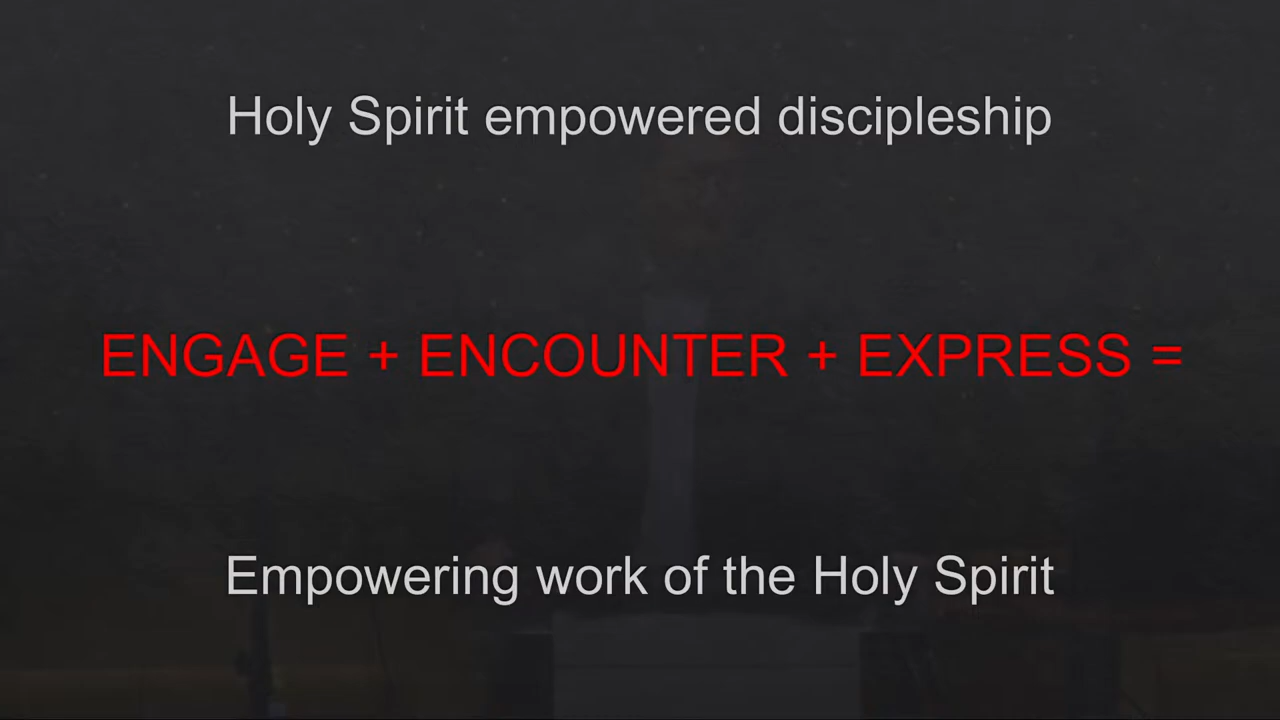 Holy Spirit empowered discipleship
ENGAGE + ENCOUNTER + EXPRESS =
Empowering work of the Holy Spirit